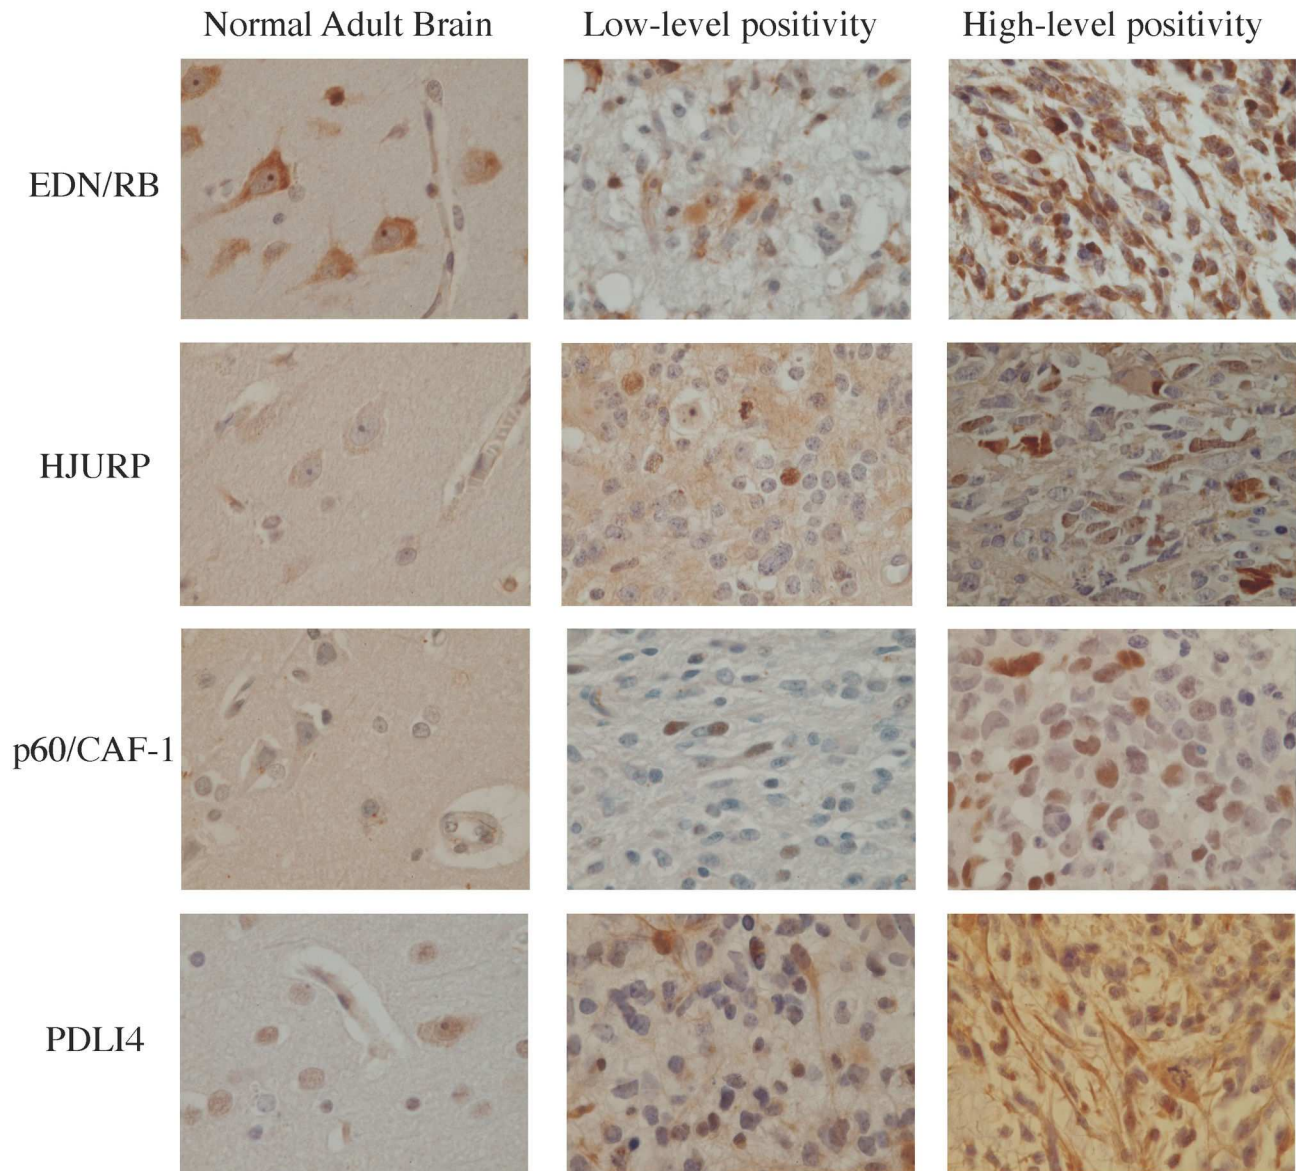 Normal Adult Brain Low-level positivity High-level positivity
EDN/RB
HJURP
p60/CAF-1
PDLI4